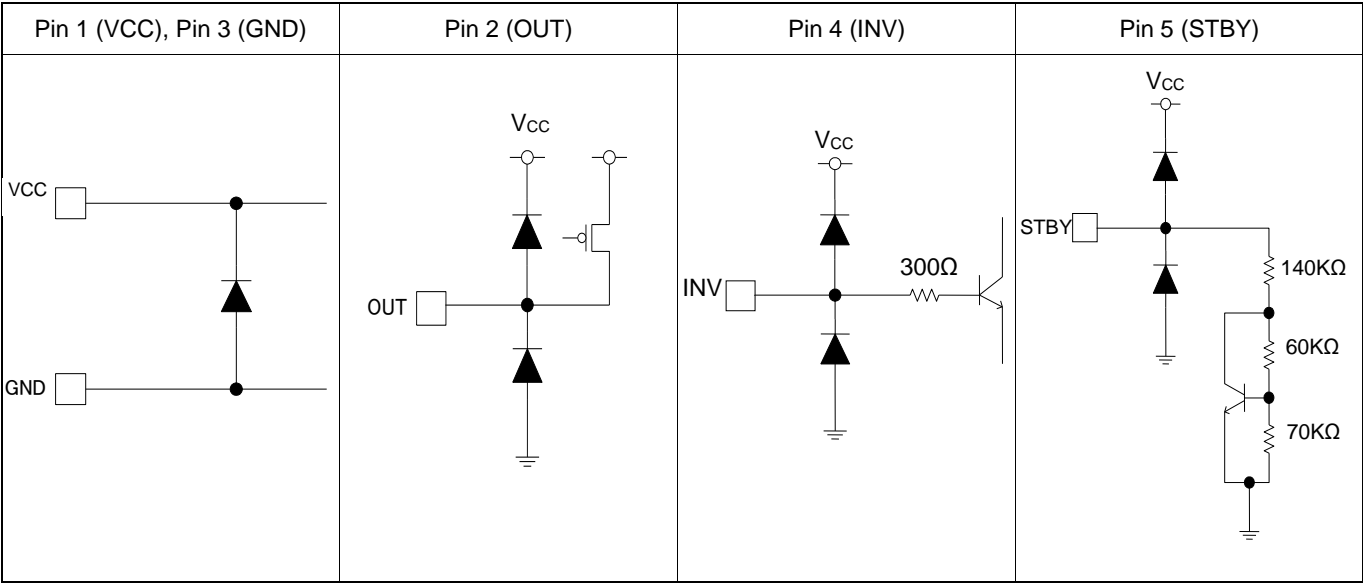 Pin 1 (VCC), Pin 3 (GND)
Pin 2 (OUT)
Pin 4 (INV)
Pin 5 (STBY)
VCC
GND
VCC
OUT
VCC
INV
300Ω
VCC
STBY
140KΩ
60KΩ
70KΩ